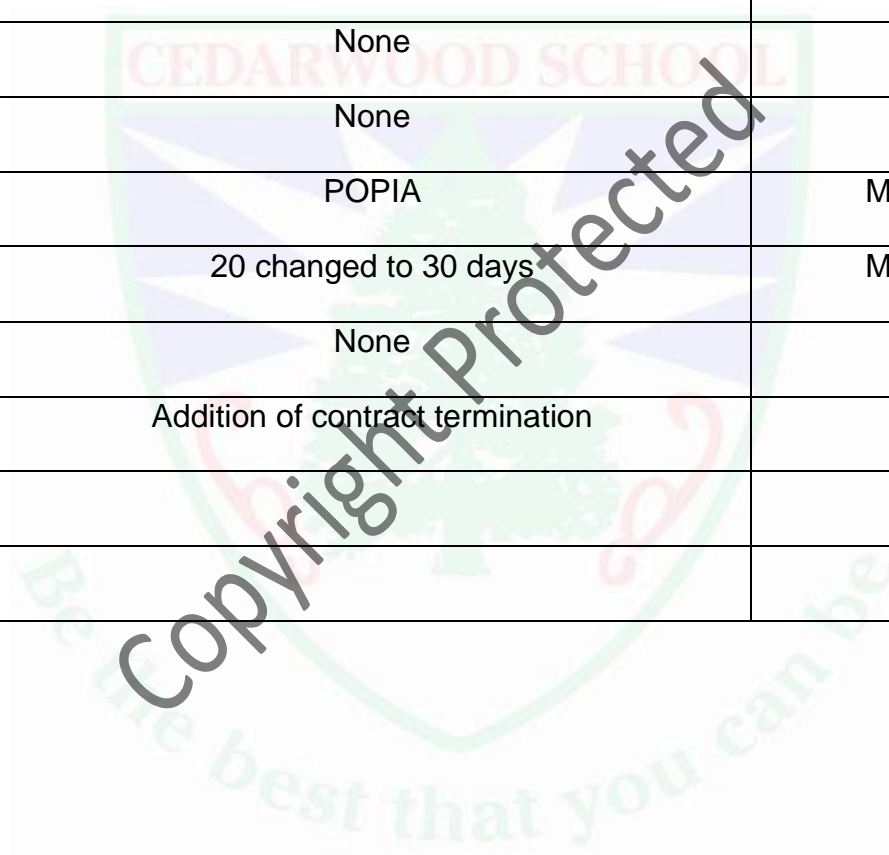 CEDARWOOD SCHOOL
None
None
POPIA M
20 changed to 30 days M
None
Addition of contract termination
Copyright Protected
Be the best that you can be